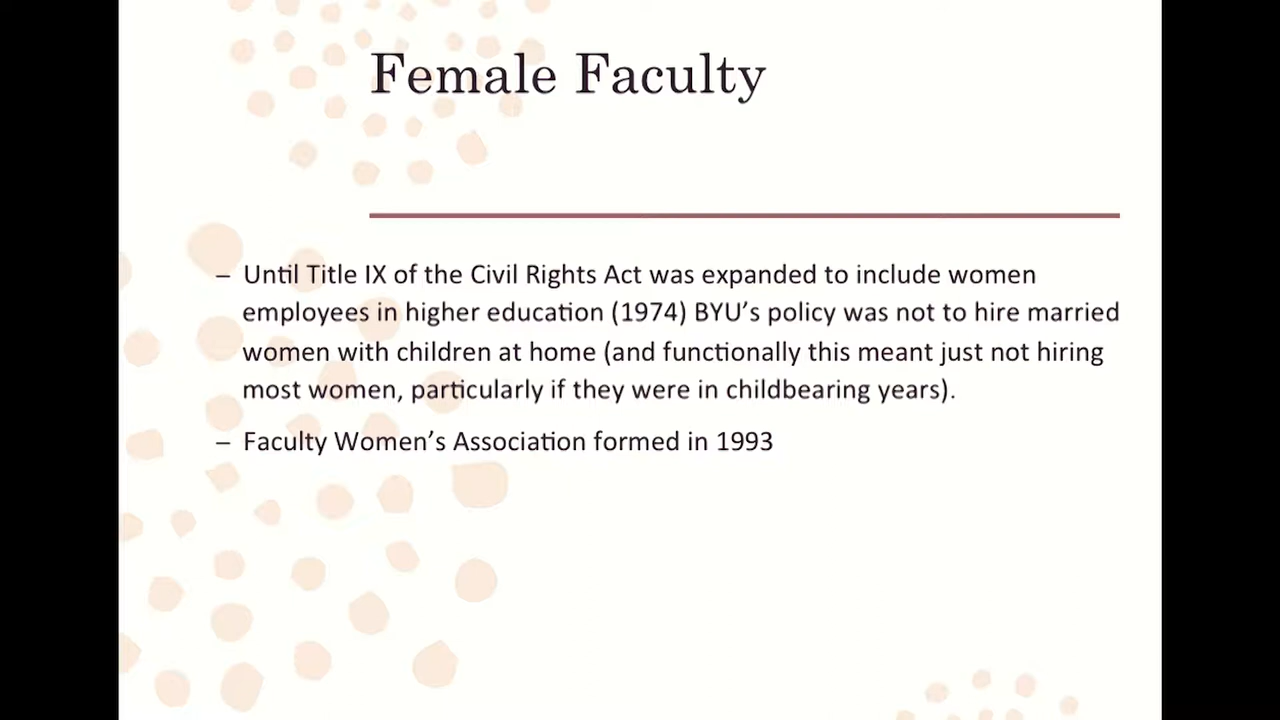 Female Faculty
– Until Title IX of the Civil Rights Act was expanded to include women
employees in higher education (1974) BYU’s policy was not to hire married
women with children at home (and functionally this meant just not hiring
most women, particularly if they were in childbearing years).
– Faculty Women’s Association formed in 1993